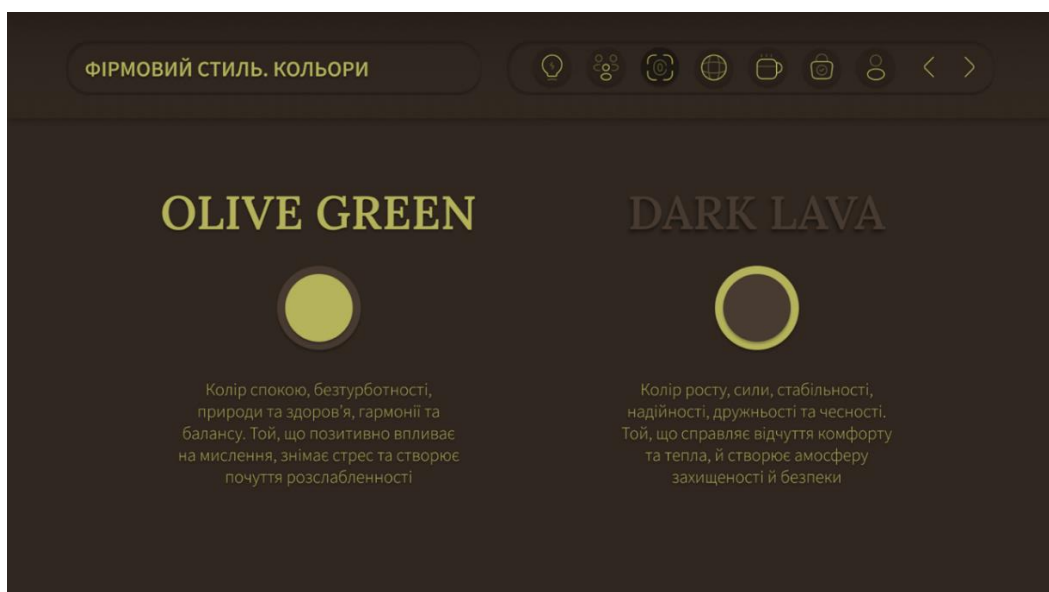 ФІРМОВИЙ СТИЛЬ. КОЛЬОРИ
OLIVE GREEN
Колір спокою, безтурботності,
природи та здоров’я, гармонії та
балансу. Той, що позитивно впливає
на мислення, знімає стрес та створює
почуття розслабленності
DARK LAVA
Колір росту, сили, стабільності,
надійності, дружньості та чесності.
Той, що справляє відчуття комфорту
та тепла, й створює амосферу
захищеності й безпеки